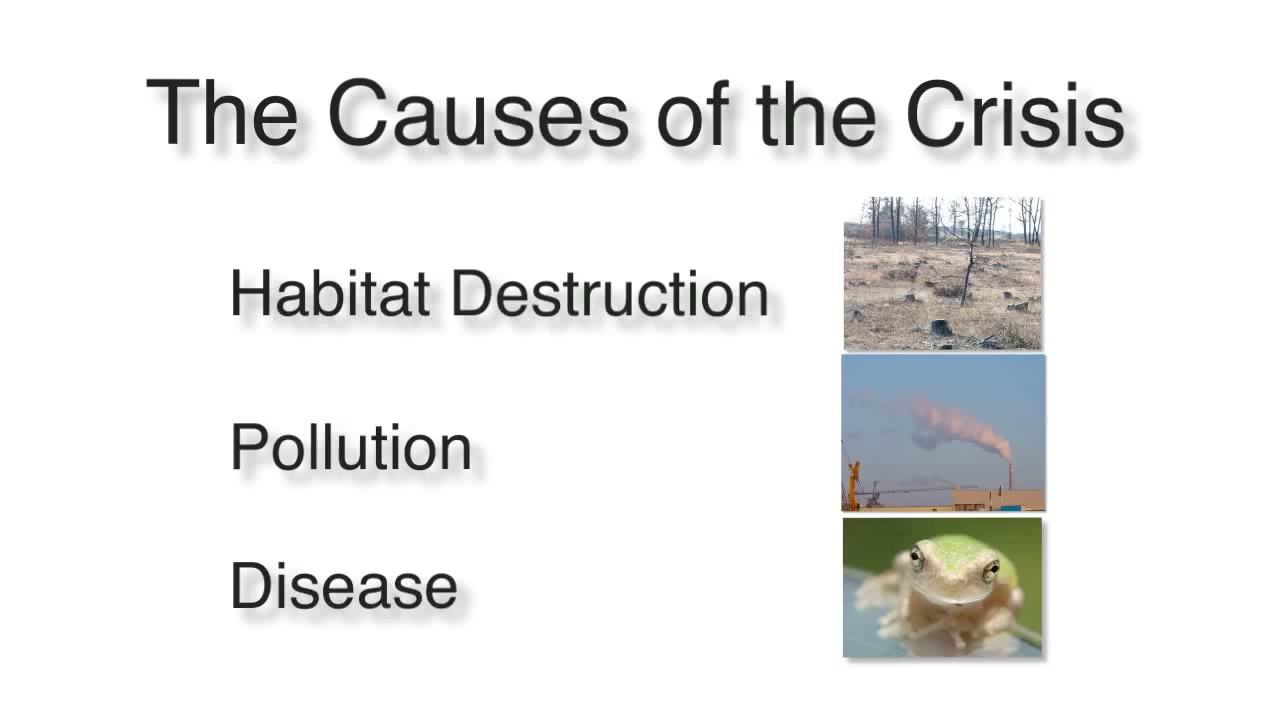 The Causes of the Crisis
Habitat Destruction
Pollution
Disease